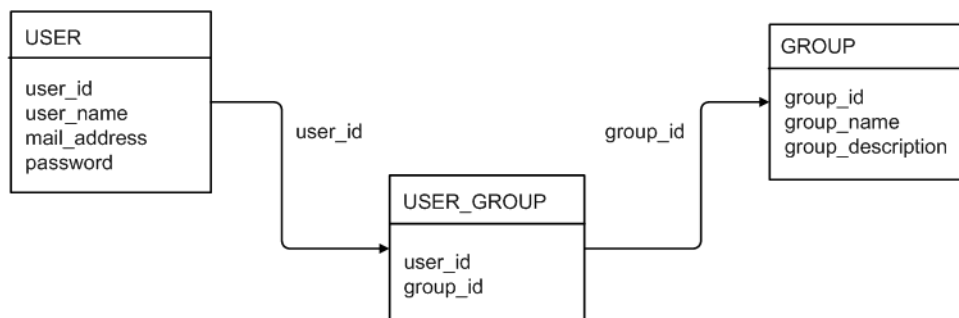 USER
user_id
user_name
mail_address
password
user_id
USER_GROUP
user_id
group_id
group_id
GROUP
group_id
group_name
group_description